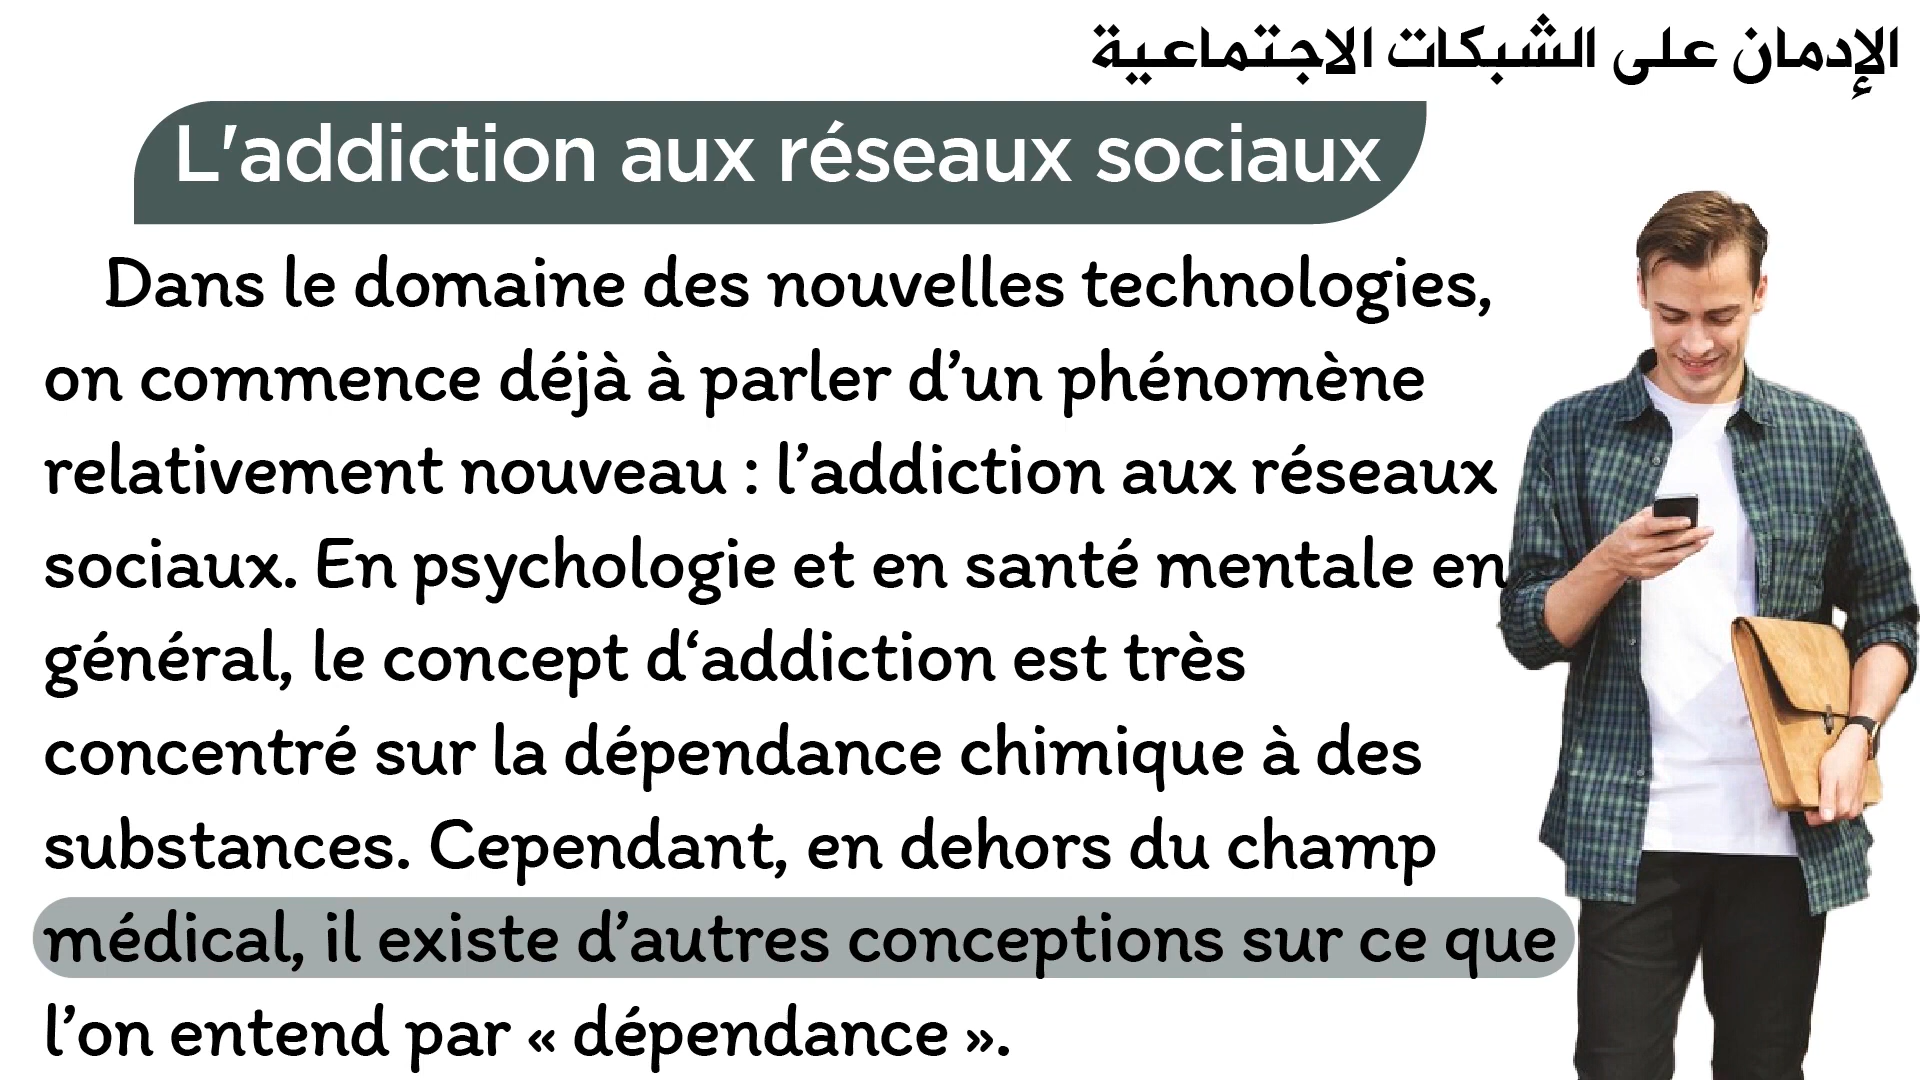 الإدمان على الشبكات الاجتماعية
L'addiction aux réseaux sociaux
Dans le domaine des nouvelles technologies,
on commence déjà à parler d’un phénomène
relativement nouveau : l’addiction aux réseaux
sociaux. En psychologie et en santé mentale en
général, le concept d‘addiction est très
concentré sur la dépendance chimique à des
substances. Cependant, en dehors du champ
médical, il existe d’autres conceptions sur ce que
l’on entend par « dépendance ».